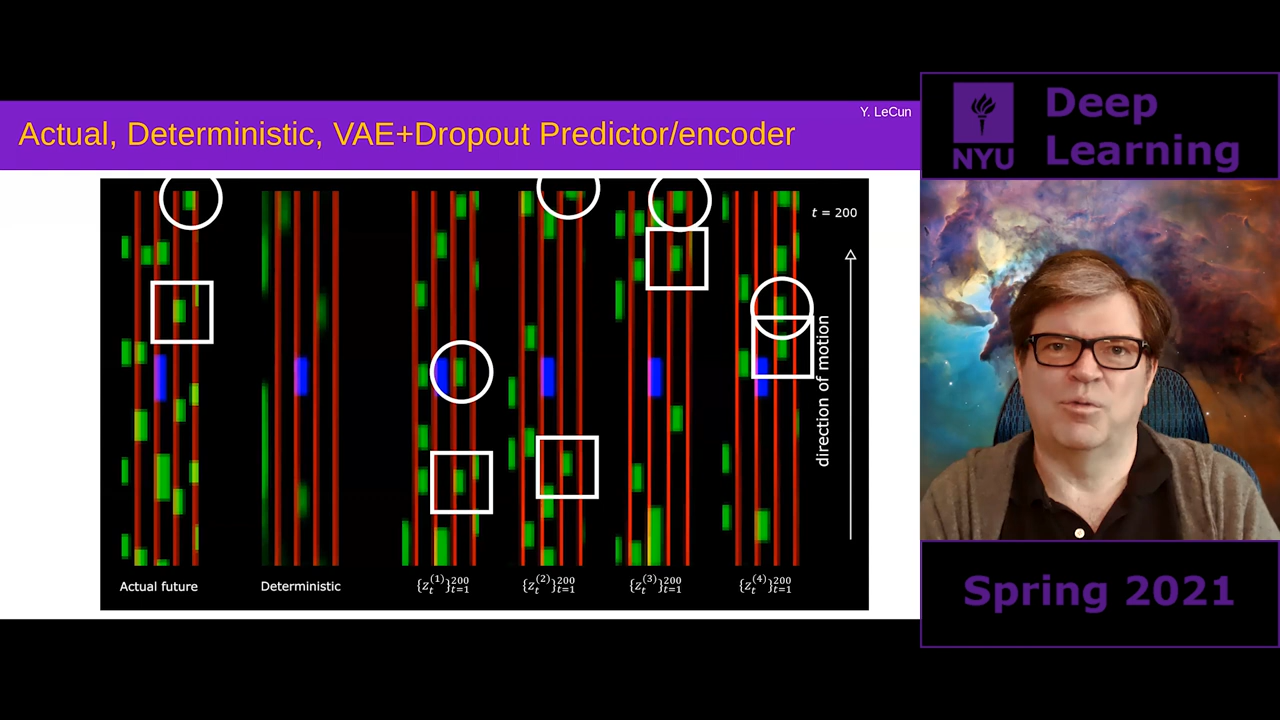 Y. LeCun
Actual, Deterministic, VAE+Dropout Predictor/encoder
t = 200
direction of motion
Actual future
Deterministic
{z_t^{(1)}}_{t=1}^{200}
{z_t^{(2)}}_{t=1}^{200}
{z_t^{(3)}}_{t=1}^{200}
{z_t^{(4)}}_{t=1}^{200}
NYU
Deep
Learning
Spring 2021